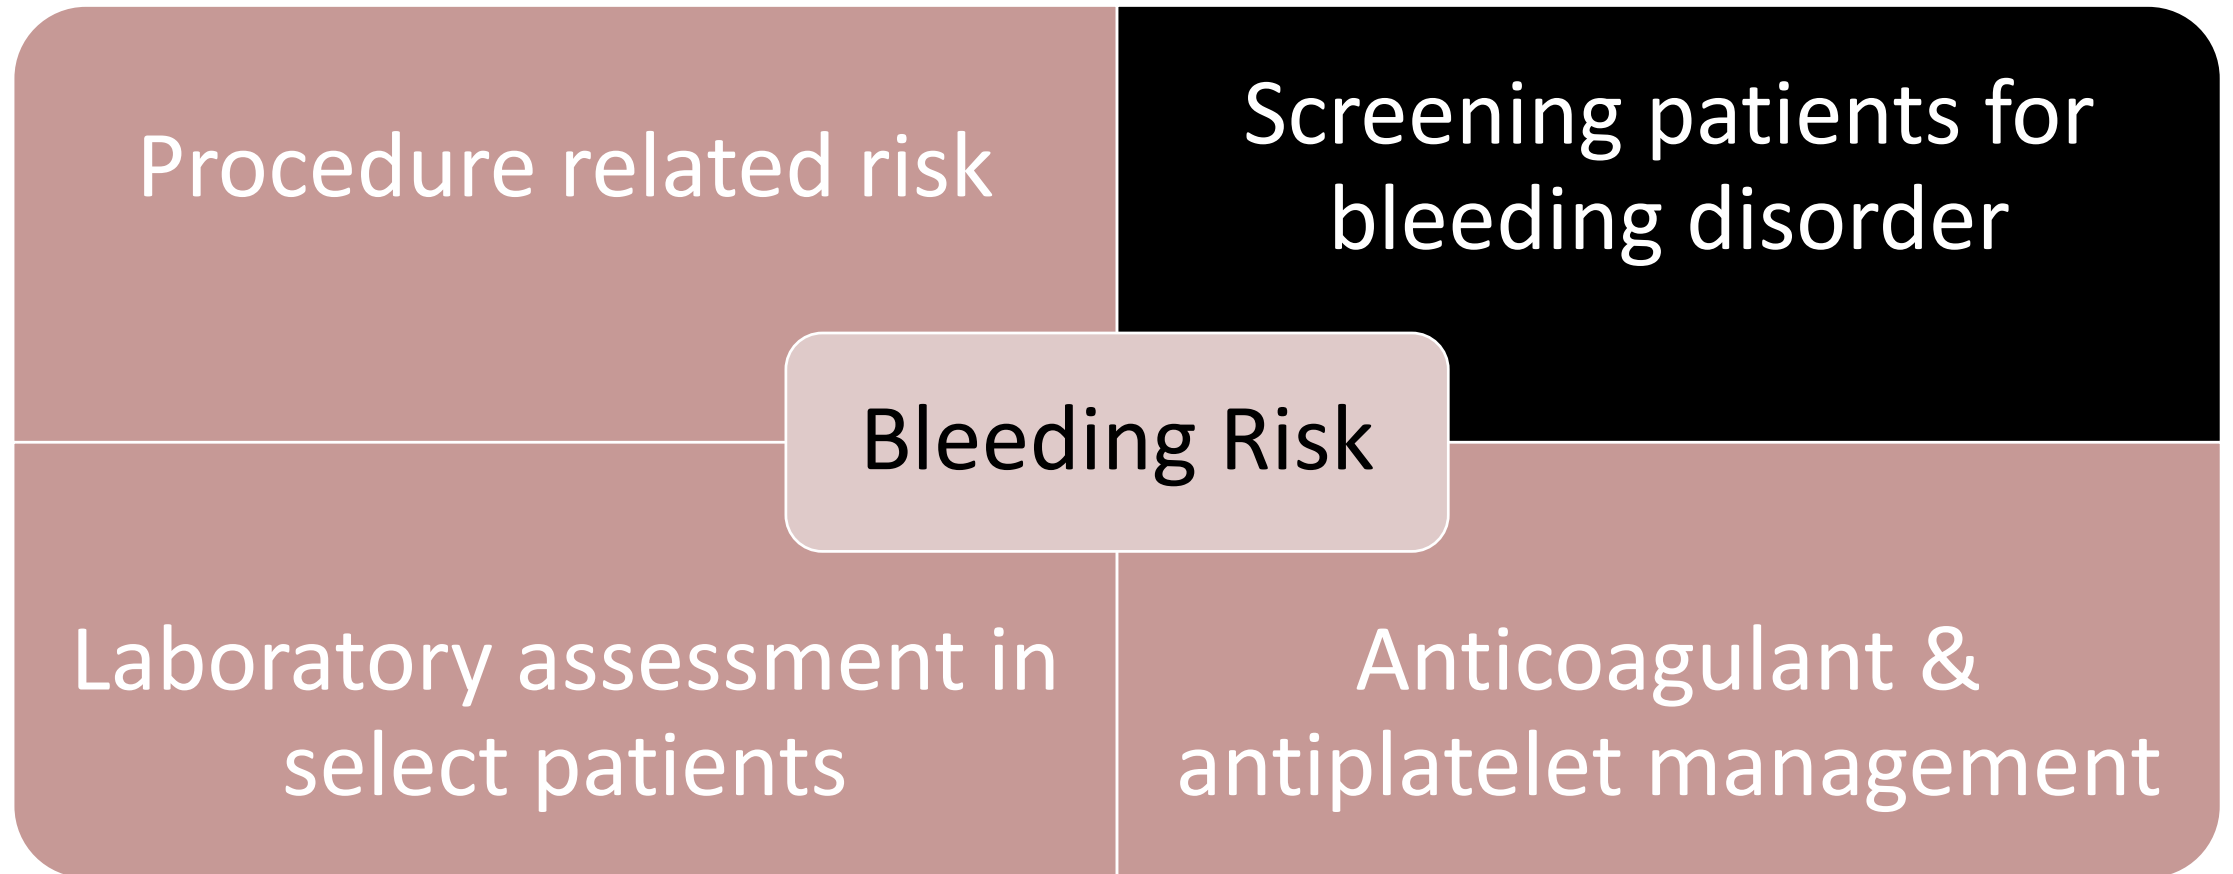 Procedure related risk
Screening patients for
bleeding disorder
Bleeding Risk
Laboratory assessment in
select patients
Anticoagulant &
antiplatelet management